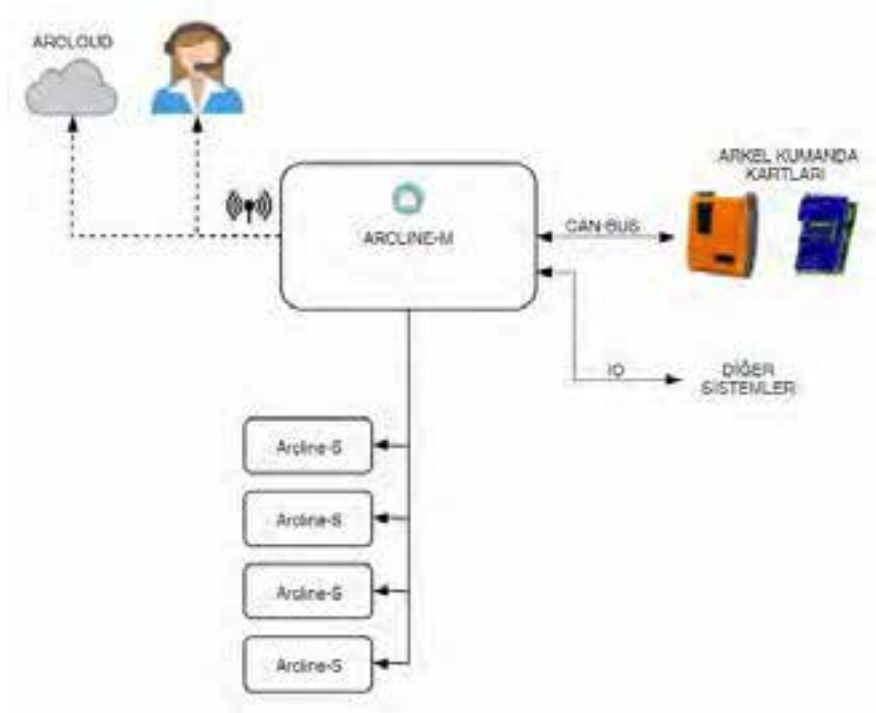 ARCLOUD
ARKEL KUMANDA
KARTLARI
ARCLINE-M
CAN-BUS
IO
DİĞER
SİSTEMLER
Arcline-S
Arcline-S
Arcline-S
Arcline-S